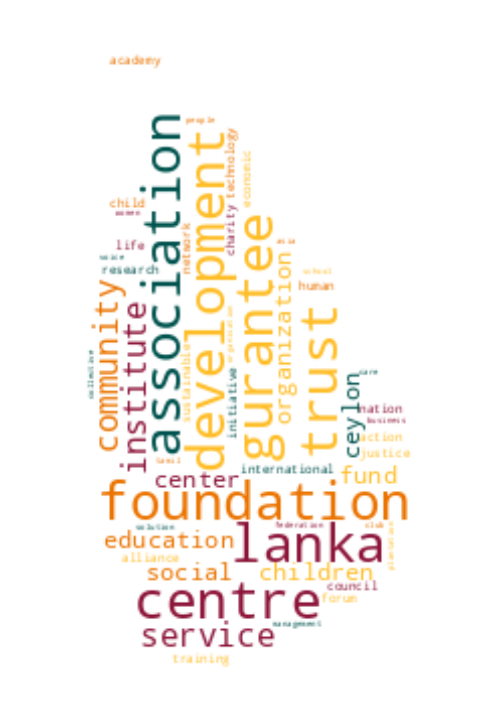 academy
people
association
development
technology
economic
child
women
charity
network
gurantee
asia
life
voice
research
school
human
organization
community
institute
sustainable
initiative
organisation
trust
collective
care
ceylon
nation
business
action
justice
tamil
international
center
fund
foundation
solution
federation
club
education
lanka
alliance
social
children
council
centre
forum
management
service
training